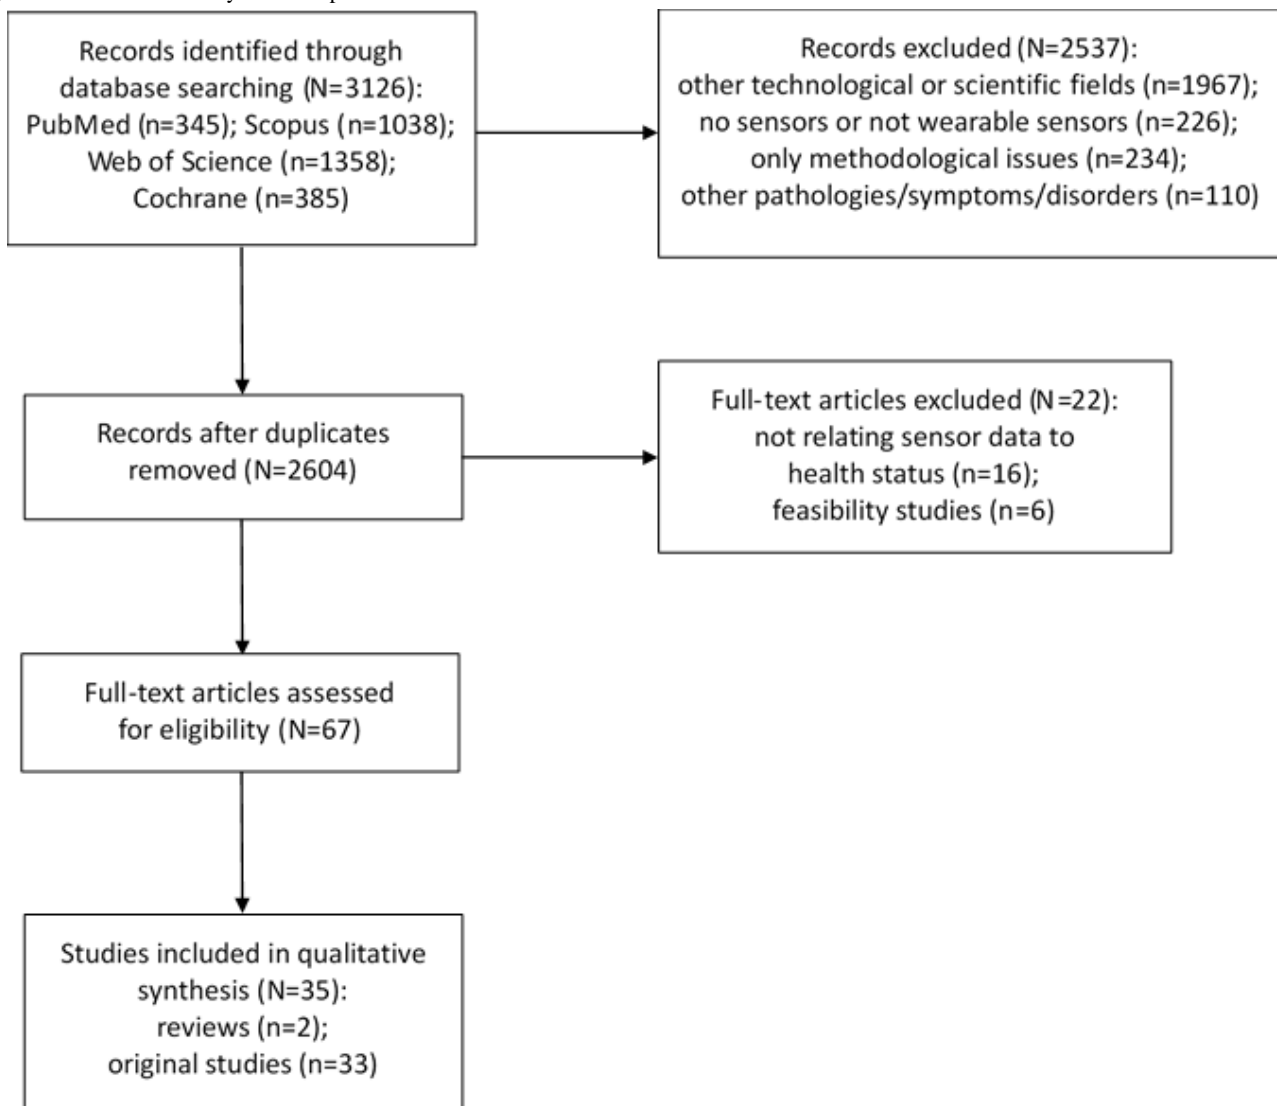 Records identified through
database searching (N=3126):
PubMed (n=345); Scopus (n=1038);
Web of Science (n=1358);
Cochrane (n=385)
Records excluded (N=2537):
other technological or scientific fields (n=1967);
no sensors or not wearable sensors (n=226);
only methodological issues (n=234);
other pathologies/symptoms/disorders (n=110)
Records after duplicates
removed (N=2604)
Full-text articles excluded (N=22):
not relating sensor data to
health status (n=16);
feasibility studies (n=6)
Full-text articles assessed
for eligibility (N=67)
Studies included in qualitative
synthesis (N=35):
reviews (n=2);
original studies (n=33)